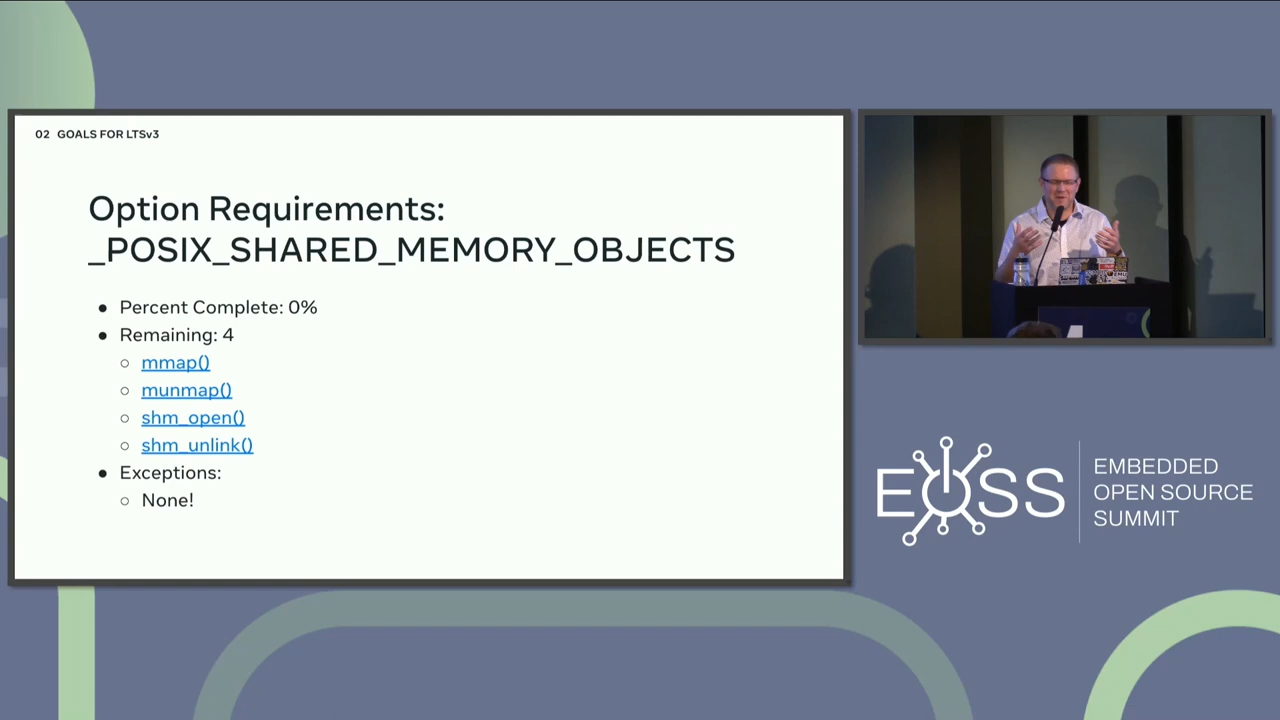 02 GOALS FOR LTSv3
Option Requirements:
_POSIX_SHARED_MEMORY_OBJECTS
● Percent Complete: 0%
● Remaining: 4
○ mmap()
○ munmap()
○ shm_open()
○ shm_unlink()
● Exceptions:
○ None!
EOSS
EMBEDDED
OPEN SOURCE
SUMMIT